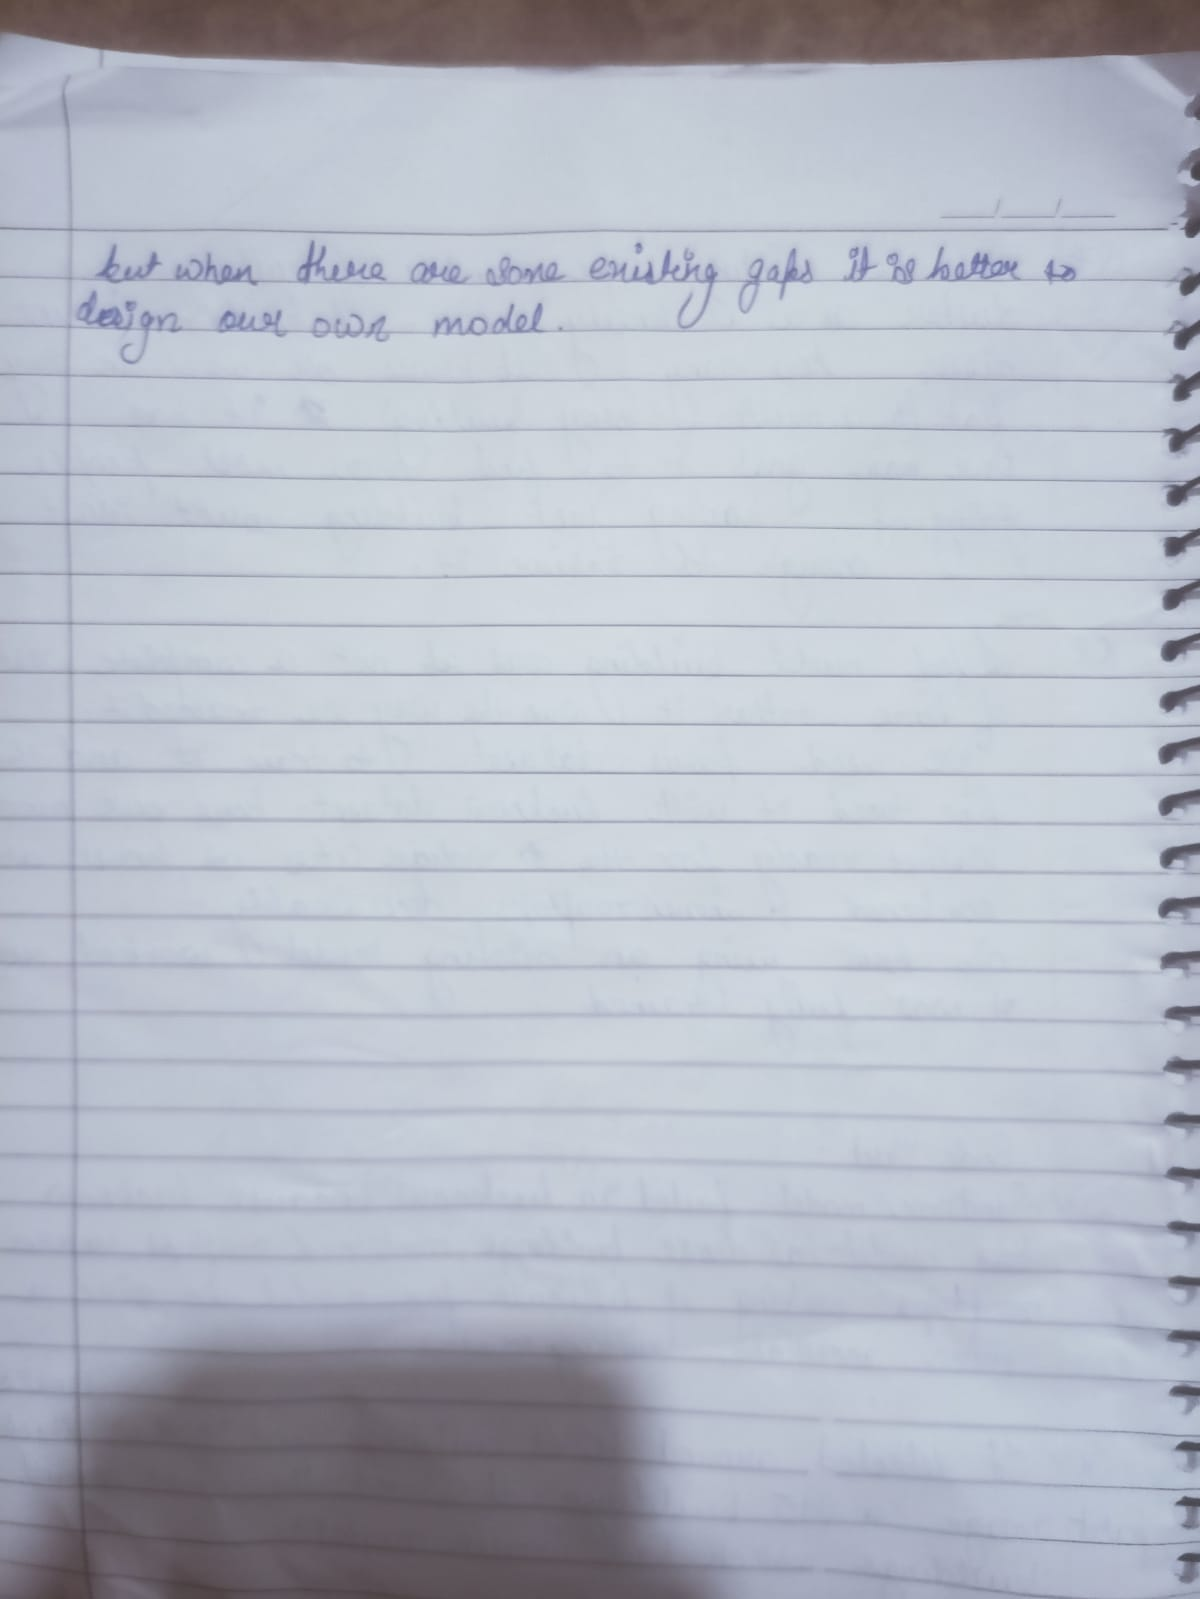 but when there are some existing gaps it is better to
design our own model.